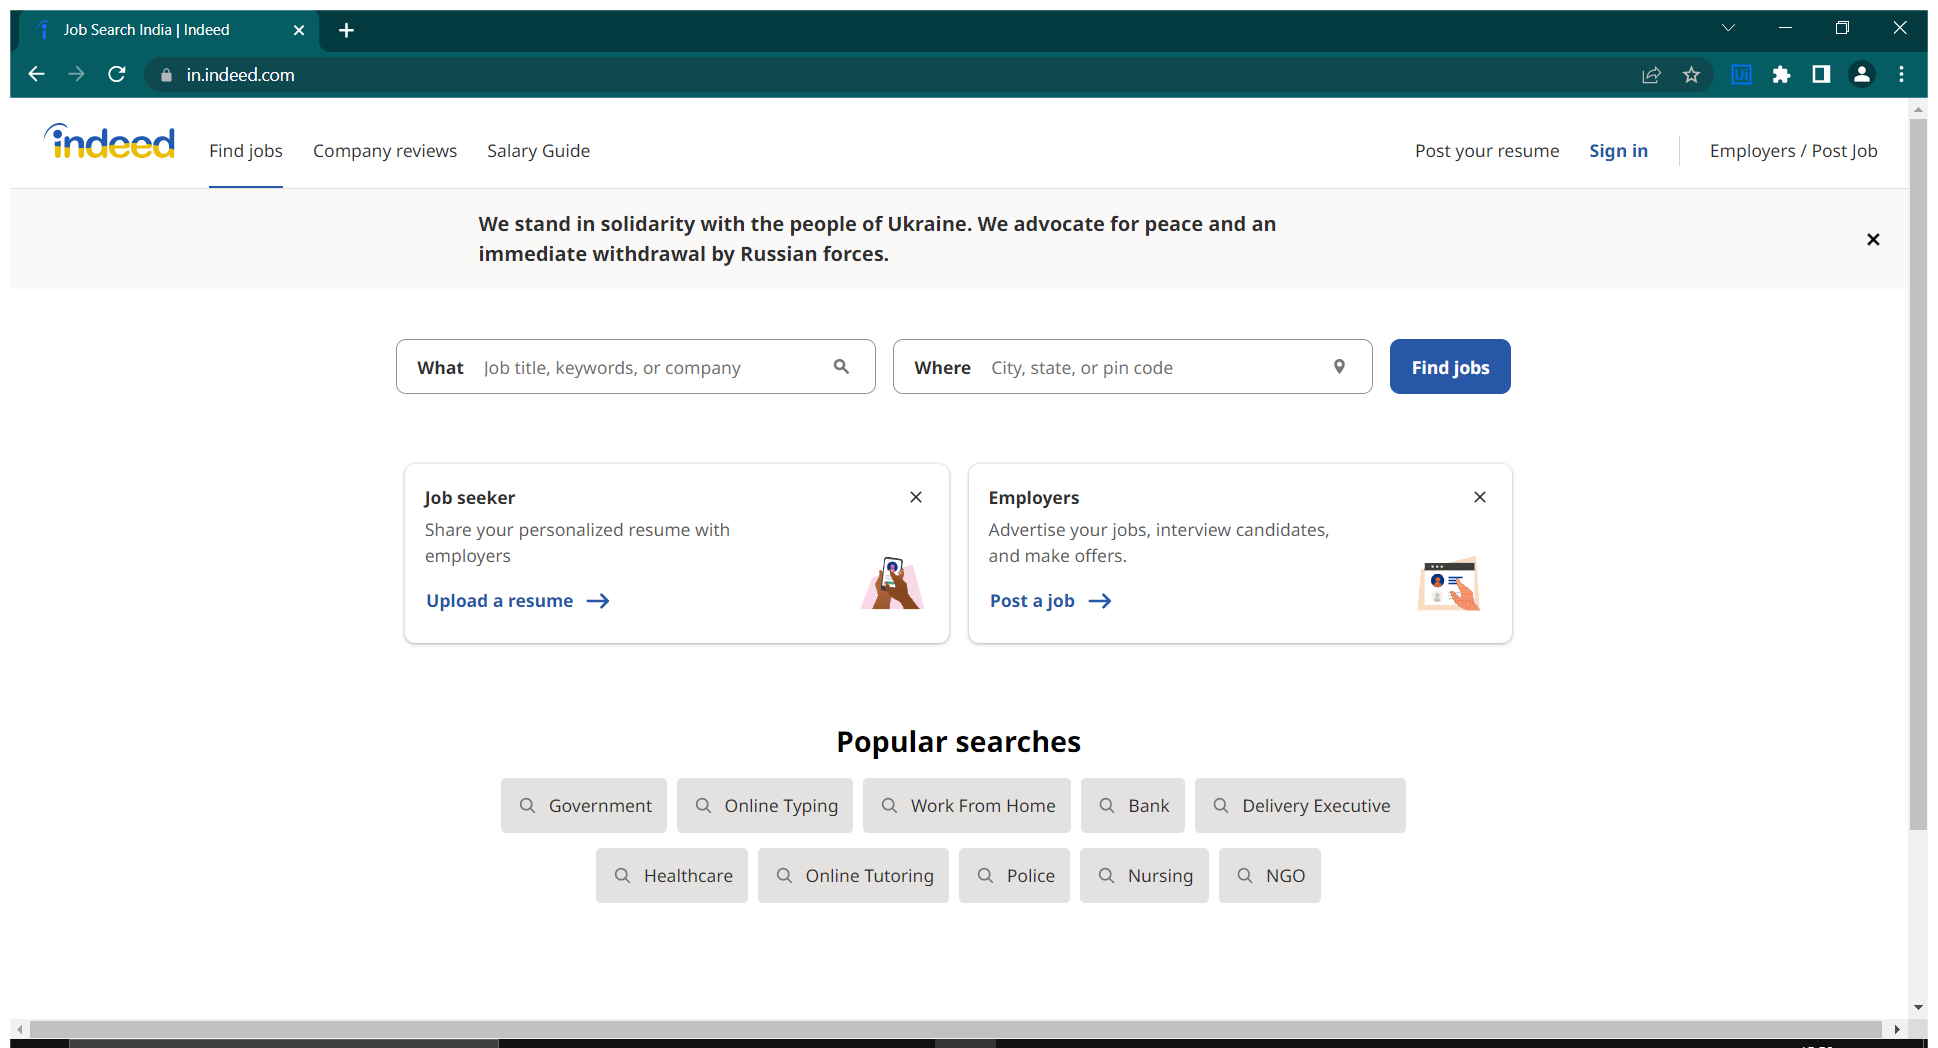 Job Search India | Indeed
in.indeed.com
Ui
indeed
Find jobs
Company reviews
Salary Guide
Post your resume
Sign in
Employers / Post Job
We stand in solidarity with the people of Ukraine. We advocate for peace and an
immediate withdrawal by Russian forces.
What
Job title, keywords, or company
Where
City, state, or pin code
Find jobs
Job seeker
Share your personalized resume with
employers
Upload a resume
Employers
Advertise your jobs, interview candidates,
and make offers.
Post a job
Popular searches
Government
Online Typing
Work From Home
Bank
Delivery Executive
Healthcare
Online Tutoring
Police
Nursing
NGO